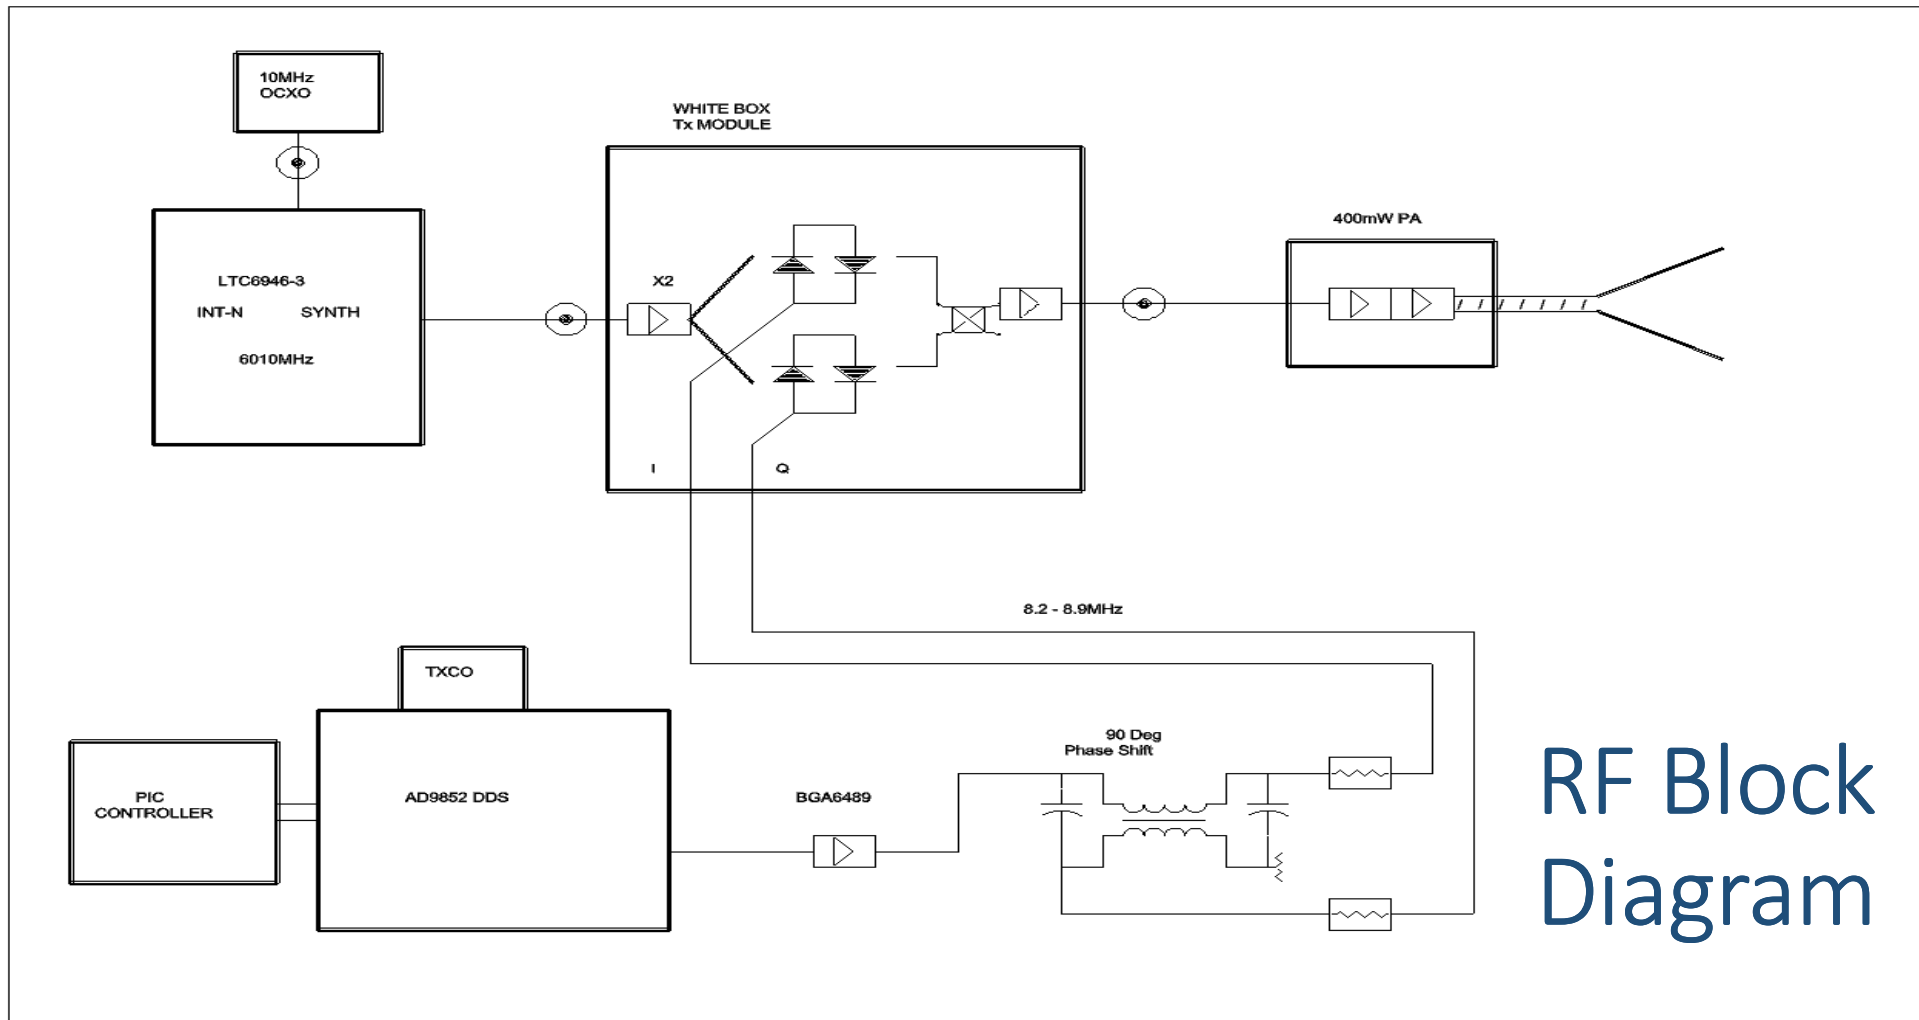 10MHz
OCXO
WHITE BOX
Tx MODULE
400mW PA
LTC6946-3
INT-N SYNTH
6010MHz
X2
I Q
8.2 - 8.9MHz
TXCO
90 Deg
Phase Shift
PIC
CONTROLLER
AD9852 DDS
BGA6489
RF Block
Diagram